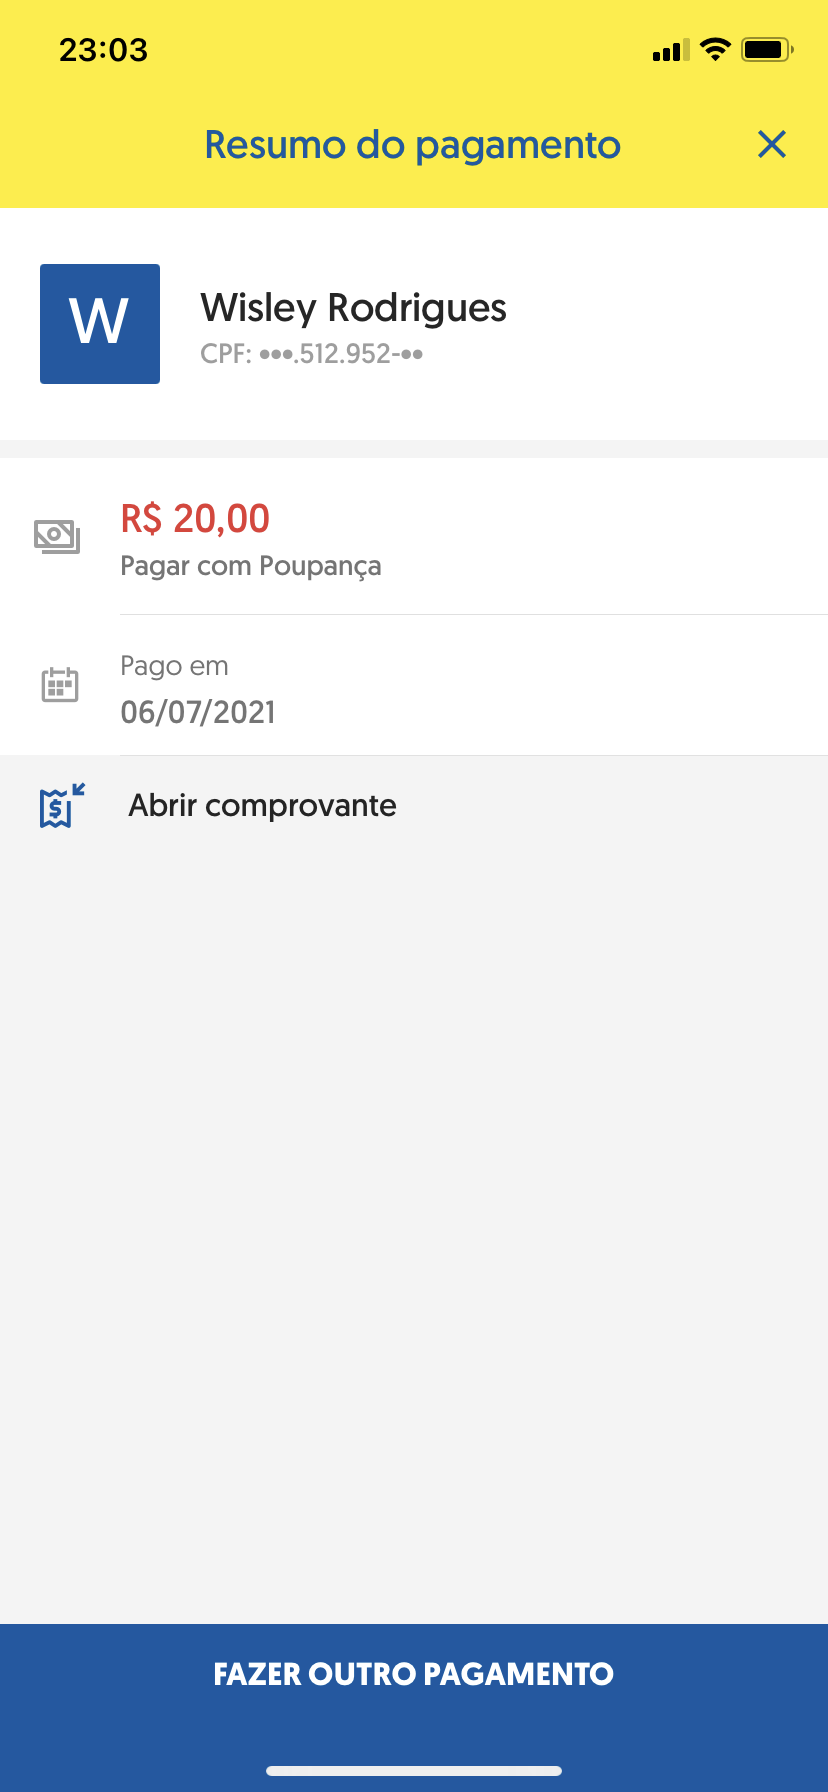 23:03
Resumo do pagamento
W
Wisley Rodrigues
CPF: •••.512.952-••
R$ 20,00
Pagar com Poupança
Pago em
06/07/2021
Abrir comprovante
FAZER OUTRO PAGAMENTO